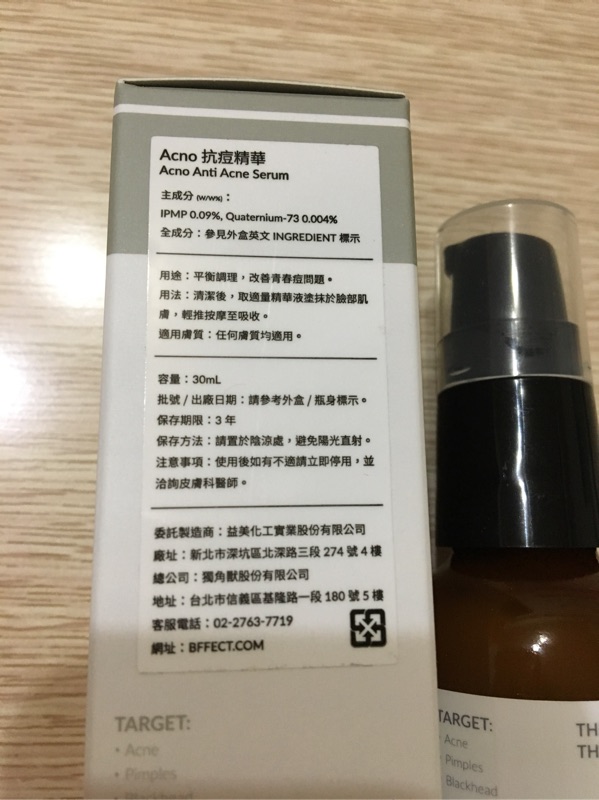 Acno 抗痘精華
Acno Anti Acne Serum
主成分 (W/W%)：
IPMP 0.09%, Quaternium-73 0.004%
全成分：參見外盒英文 INGREDIENT 標示
用途：平衡調理，改善青春痘問題。
用法：清潔後，取適量精華液塗抹於臉部肌
膚，輕推按摩至吸收。
適用膚質：任何膚質均適用。
容量：30mL
批號 / 出廠日期：請參考外盒 / 瓶身標示。
保存期限：3 年
保存方法：請置於陰涼處，避免陽光直射。
注意事項：使用後如有不適請立即停用，並
洽詢皮膚科醫師。
委託製造商：益美化工實業股份有限公司
廠址：新北市深坑區北深路三段 274 號 4 樓
總公司：獨角獸股份有限公司
地址：台北市信義區基隆路一段 180 號 5 樓
客服電話：02-2763-7719
網址：BFFECT.COM
TARGET:
• Acne
• Pimples
• Blackhead
TARGET:
Acne
Pimples
Blackhead
TH
TH